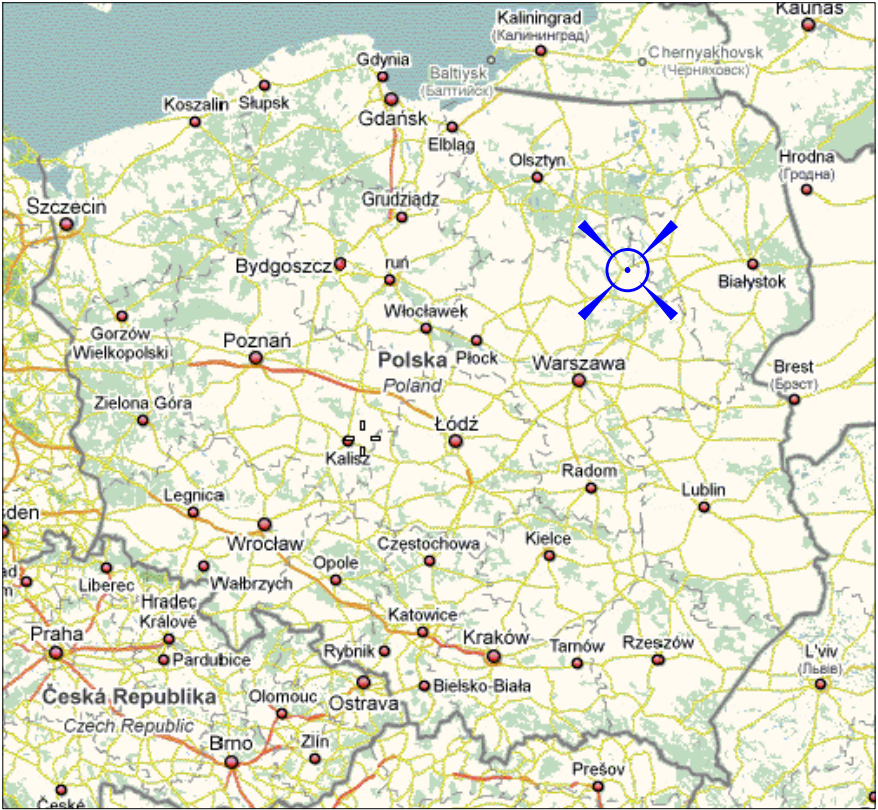 Kaunas
Kaliningrad
(Калининград)
Chernyakhovsk
(Черняховск)
Gdynia
Baltiysk
(Балтийск)
Koszalin
Słupsk
Gdańsk
Elbląg
Olsztyn
Hrodna
(Гродна)
Szczecin
Grudziądz
Bydgoszcz
ruń
Białystok
Włocławek
Gorzów
Wielkopolski
Poznań
Polska
Płock
Warszawa
Poland
Brest
(Брэст)
Zielona Góra
Łódź
Kalisz
Radom
Lublin
Legnica
sden
Wrocław
Częstochowa
Kielce
Opole
ad
m
Liberec
Wałbrzych
Hradec
Králové
Katowice
Kraków
Praha
Pardubice
Rybnik
Tarnów
Rzeszów
L'viv
(Львів)
Česká Republika
Czech Republic
Olomouc
Ostrava
Bielsko-Biała
Brno
Zlín
Prešov
České